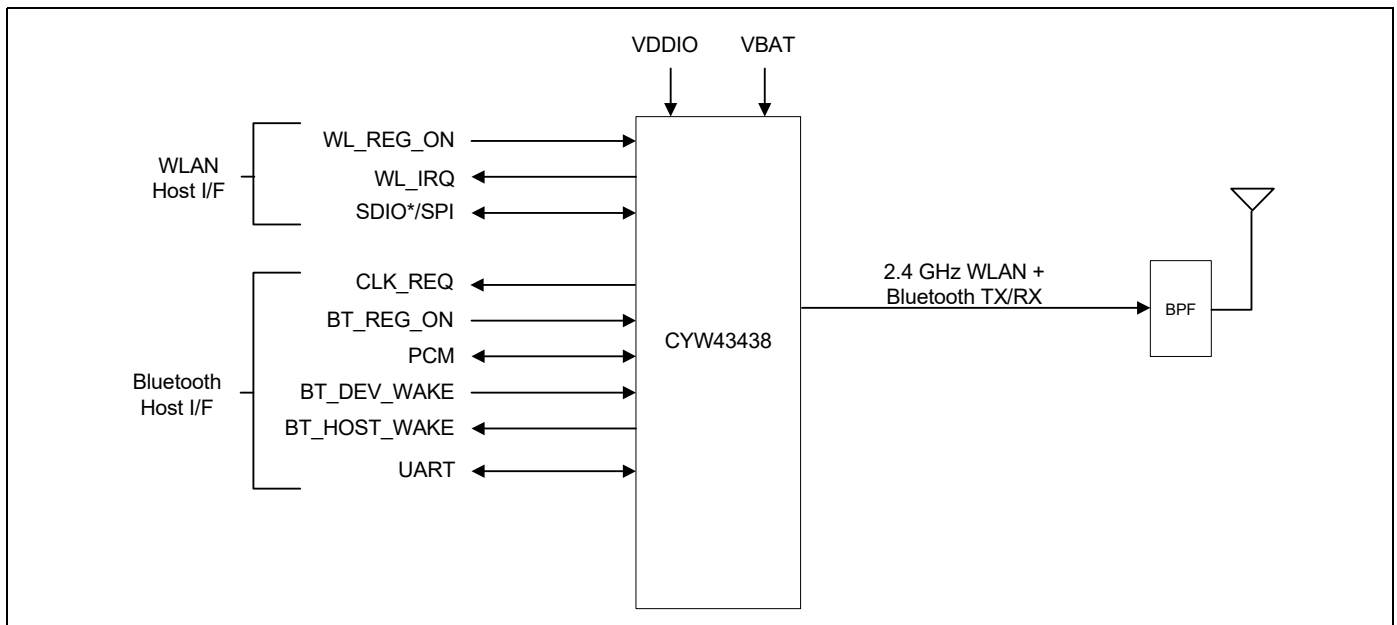 VDDIO VBAT
WLAN
Host I/F
WL_REG_ON
WL_IRQ
SDIO*/SPI
Bluetooth
Host I/F
CLK_REQ
BT_REG_ON
PCM
BT_DEV_WAKE
BT_HOST_WAKE
UART
CYW43438
2.4 GHz WLAN +
Bluetooth TX/RX
BPF